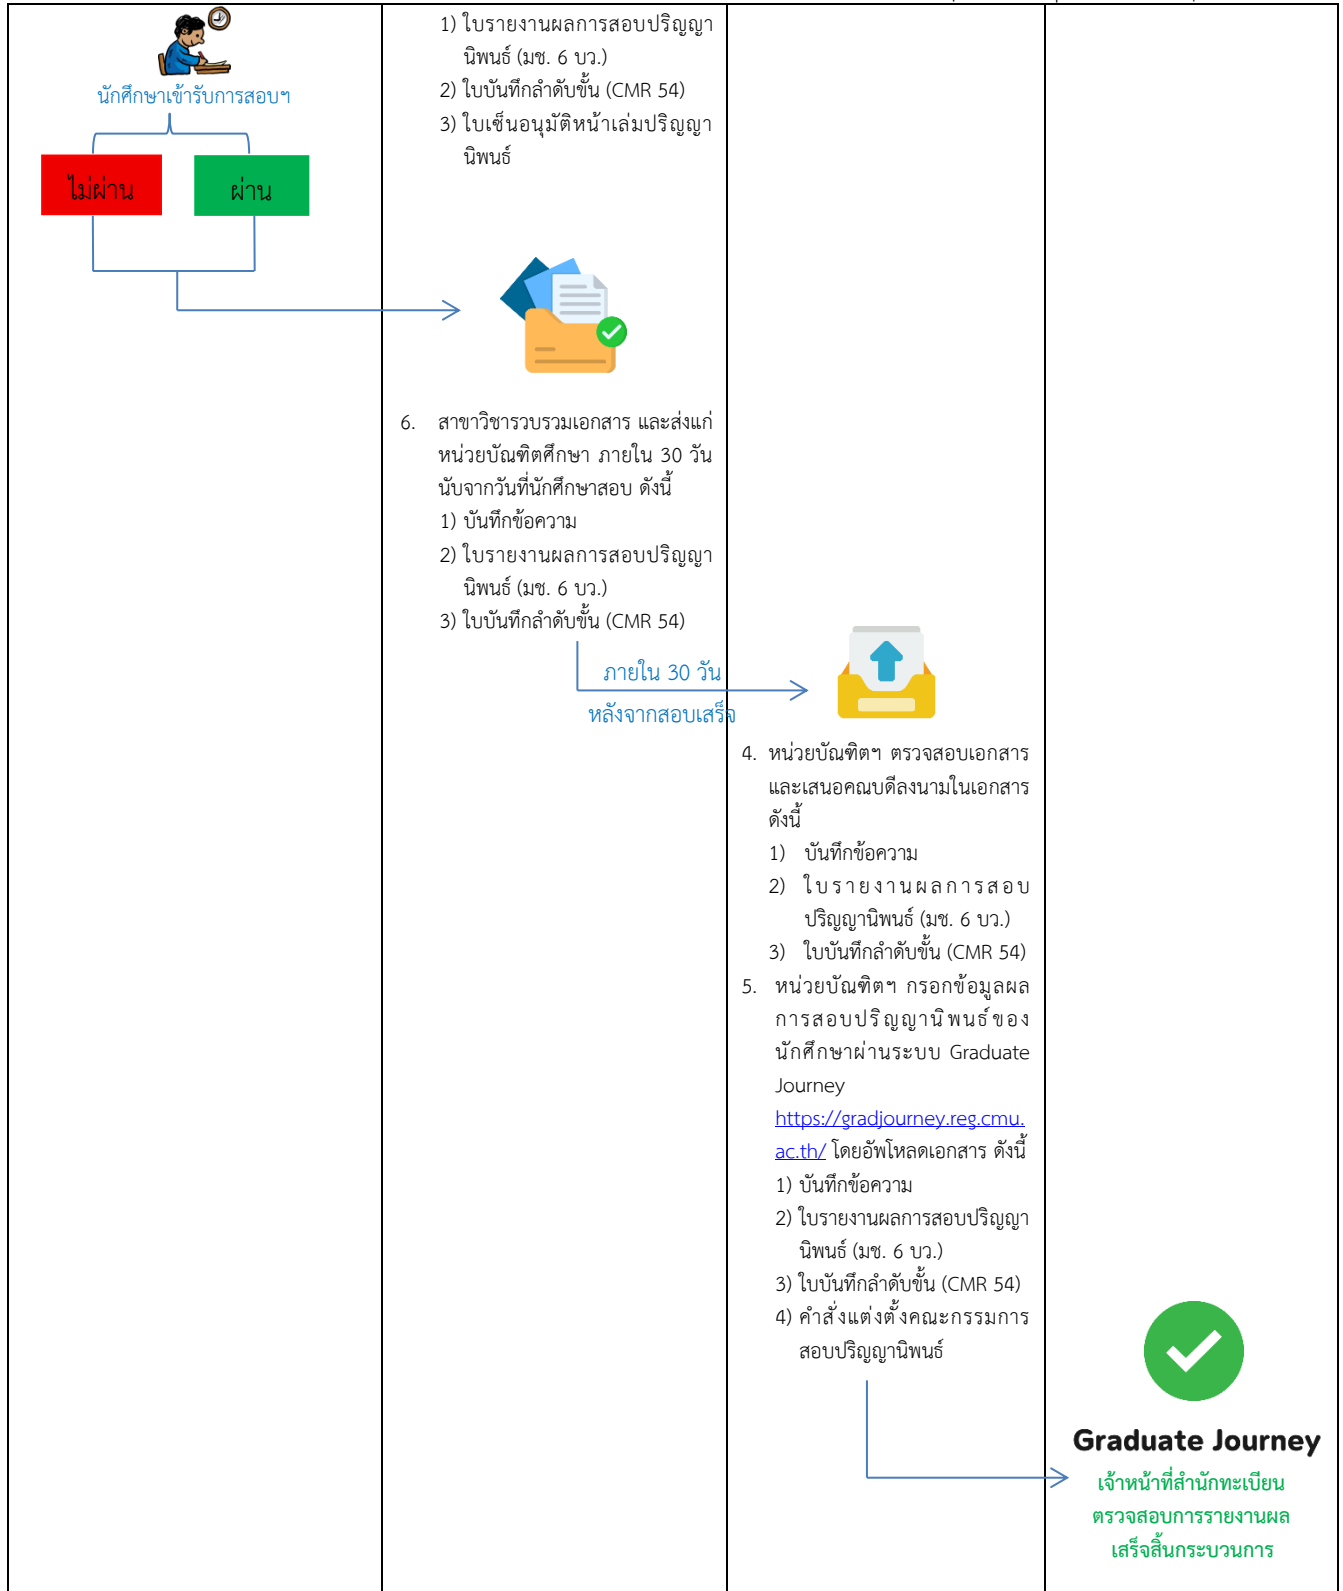 นักศึกษาเข้ารับการสอบฯ
ไม่ผ่าน
ผ่าน
1) ใบรายงานผลการสอบปริญญา
นิพนธ์ (มช. 6 บว.)
2) ใบบันทึกลำดับขั้น (CMR 54)
3) ใบเซ็นอนุมัติหน้าเล่มปริญญา
นิพนธ์
6. สาขาวิชารวบรวมเอกสาร และส่งแก่
หน่วยบัณฑิตศึกษา ภายใน 30 วัน
นับจากวันที่นักศึกษาสอบ ดังนี้
1) บันทึกข้อความ
2) ใบรายงานผลการสอบปริญญา
นิพนธ์ (มช. 6 บว.)
3) ใบบันทึกลำดับขั้น (CMR 54)
ภายใน 30 วัน
หลังจากสอบเสร็จ
4. หน่วยบัณฑิตฯ ตรวจสอบเอกสาร
และเสนอคณบดีลงนามในเอกสาร
ดังนี้
1) บันทึกข้อความ
2) ใบรายงานผลการสอบ
ปริญญานิพนธ์ (มช. 6 บว.)
3) ใบบันทึกลำดับขั้น (CMR 54)
5. หน่วยบัณฑิตฯ กรอกข้อมูลผล
การสอบปริญญานิพนธ์ของ
นักศึกษาผ่านระบบ Graduate
Journey
https://gradjourney.reg.cmu.
ac.th/ โดยอัพโหลดเอกสาร ดังนี้
1) บันทึกข้อความ
2) ใบรายงานผลการสอบปริญญา
นิพนธ์ (มช. 6 บว.)
3) ใบบันทึกลำดับขั้น (CMR 54)
4) คำสั่งแต่งตั้งคณะกรรมการ
สอบปริญญานิพนธ์
Graduate Journey
เจ้าหน้าที่สำนักทะเบียน
ตรวจสอบการรายงานผล
เสร็จสิ้นกระบวนการ